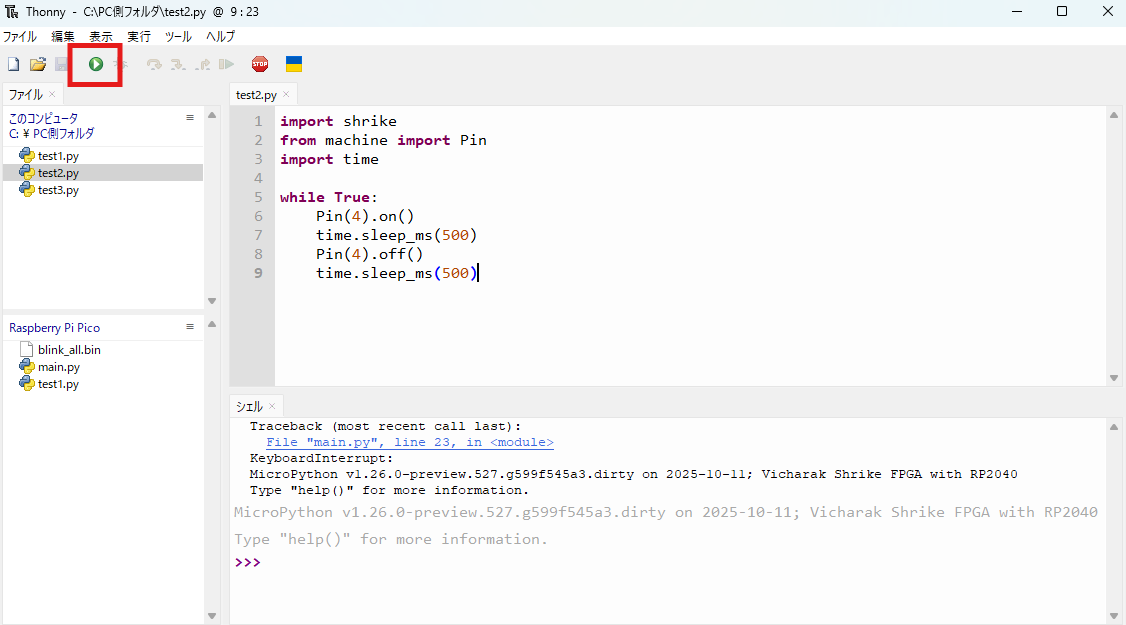 Thonny - C:\PC側フォルダ\test2.py @ 9 : 23
ファイル 編集 表示 実行 ツール ヘルプ
STOP
ファイル ×
このコンピュータ
C: ¥ PC側フォルダ
test1.py
test2.py
test3.py
Raspberry Pi Pico
blink_all.bin
main.py
test1.py
test2.py ×
1 import shrike
2 from machine import Pin
3 import time
4
5 while True:
6 Pin(4).on()
7 time.sleep_ms(500)
8 Pin(4).off()
9 time.sleep_ms(500)
シェル ×
Traceback (most recent call last):
File "main.py", line 23, in <module>
KeyboardInterrupt:
MicroPython v1.26.0-preview.527.g599f545a3.dirty on 2025-10-11; Vicharak Shrike FPGA with RP2040
Type "help()" for more information.
MicroPython v1.26.0-preview.527.g599f545a3.dirty on 2025-10-11; Vicharak Shrike FPGA with RP2040
Type "help()" for more information.
>>>